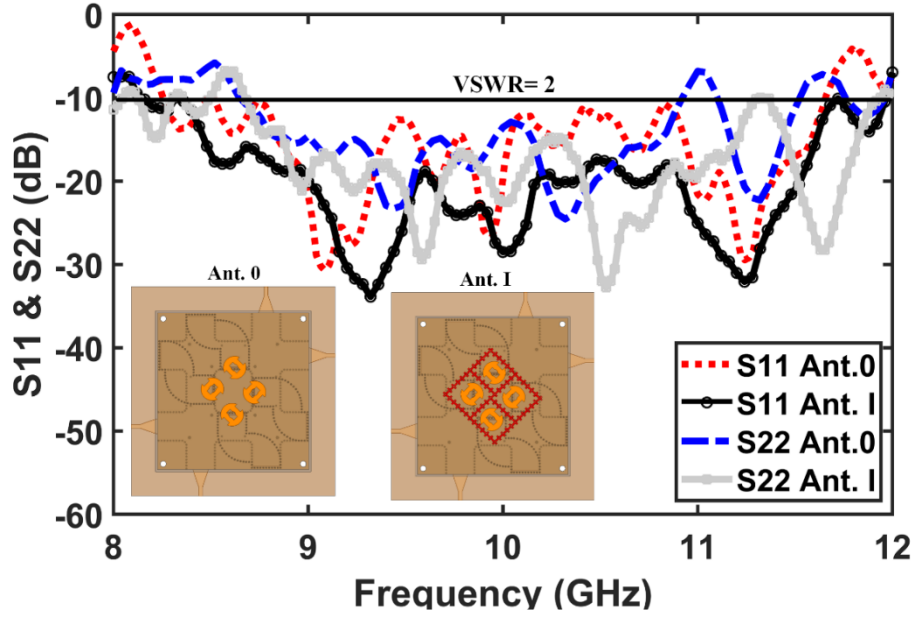 0
-10
-20
-30
-40
-50
-60
S11 & S22 (dB)
VSWR= 2
Ant. 0
Ant. I
S11 Ant.0
S11 Ant. I
S22 Ant.0
S22 Ant. I
8
9
10
11
12
Frequency (GHz)